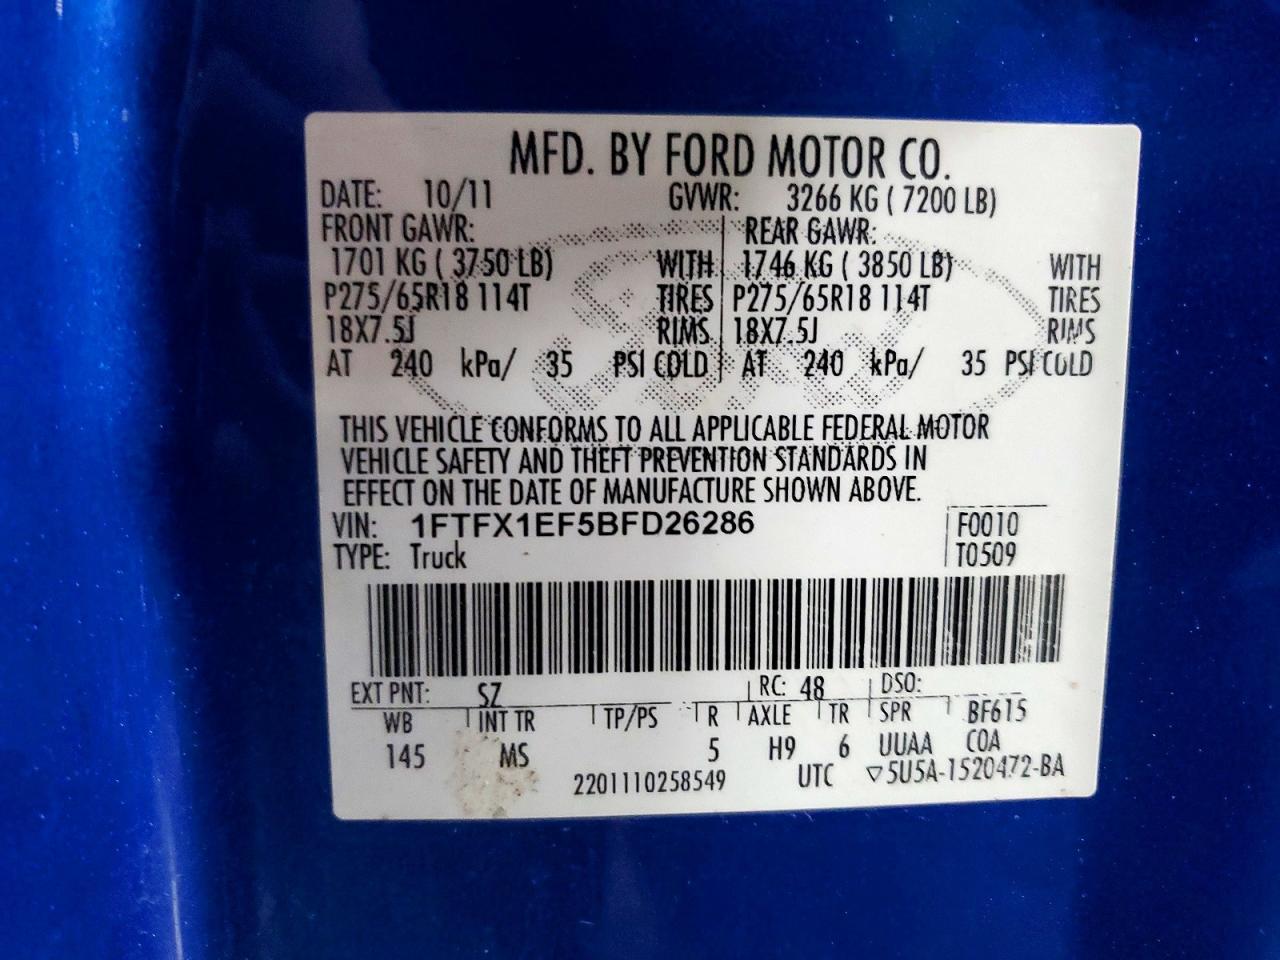 MFD. BY FORD MOTOR CO.
DATE: 10/11 GVWR: 3266 KG ( 7200 LB)
FRONT GAWR: REAR GAWR:
1701 KG ( 3750 LB) WITH 1746 KG ( 3850 LB) WITH
P275/65R18 114T TIRES P275/65R18 114T TIRES
18X7.5J RIMS 18X7.5J RIMS
AT 240 kPa/ 35 PSI COLD AT 240 kPa/ 35 PSI COLD
THIS VEHICLE CONFORMS TO ALL APPLICABLE FEDERAL MOTOR
VEHICLE SAFETY AND THEFT PREVENTION STANDARDS IN
EFFECT ON THE DATE OF MANUFACTURE SHOWN ABOVE.
VIN: 1FTFX1EF5BFD26286 F0010
TYPE: Truck T0509
EXT PNT: SZ RC: 48 DSO:
WB INT TR TP/PS R AXLE TR SPR BF615
145 MS 5 H9 6 UUAA COA
2201110258549 UTC ▽5U5A-1520472-BA